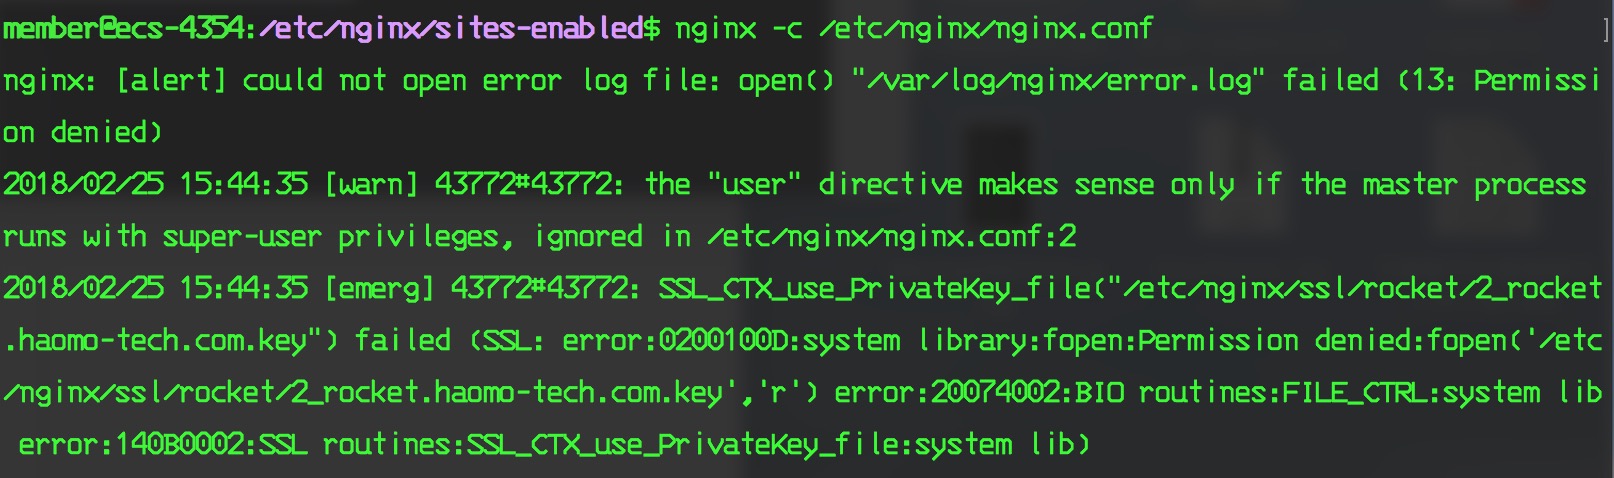 member@ecs-4354:/etc/nginx/sites-enabled$ nginx -c /etc/nginx/nginx.conf ]
nginx: [alert] could not open error log file: open() "/var/log/nginx/error.log" failed (13: Permissi
on denied)
2018/02/25 15:44:35 [warn] 43772#43772: the "user" directive makes sense only if the master process
runs with super-user privileges, ignored in /etc/nginx/nginx.conf:2
2018/02/25 15:44:35 [emerg] 43772#43772: SSL_CTX_use_PrivateKey_file("/etc/nginx/ssl/rocket/2_rocket
.haomo-tech.com.key") failed (SSL: error:0200100D:system library:fopen:Permission denied:fopen('/etc
/nginx/ssl/rocket/2_rocket.haomo-tech.com.key','r') error:20074002:BIO routines:FILE_CTRL:system lib
 error:140B0002:SSL routines:SSL_CTX_use_PrivateKey_file:system lib)